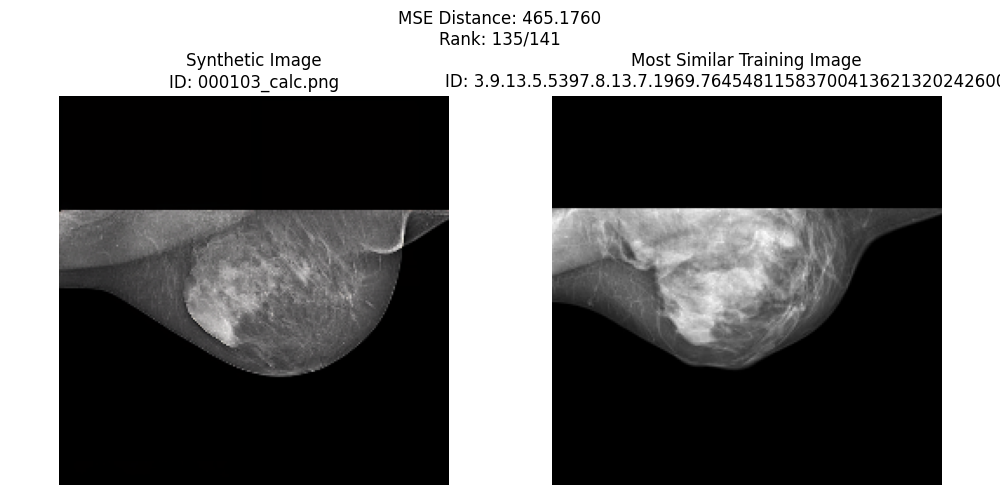 MSE Distance: 465.1760
Rank: 135/141
Synthetic Image
ID: 000103_calc.png
Most Similar Training Image
ID: 3.9.13.5.5397.8.13.7.1969.76454811583700413621320242600